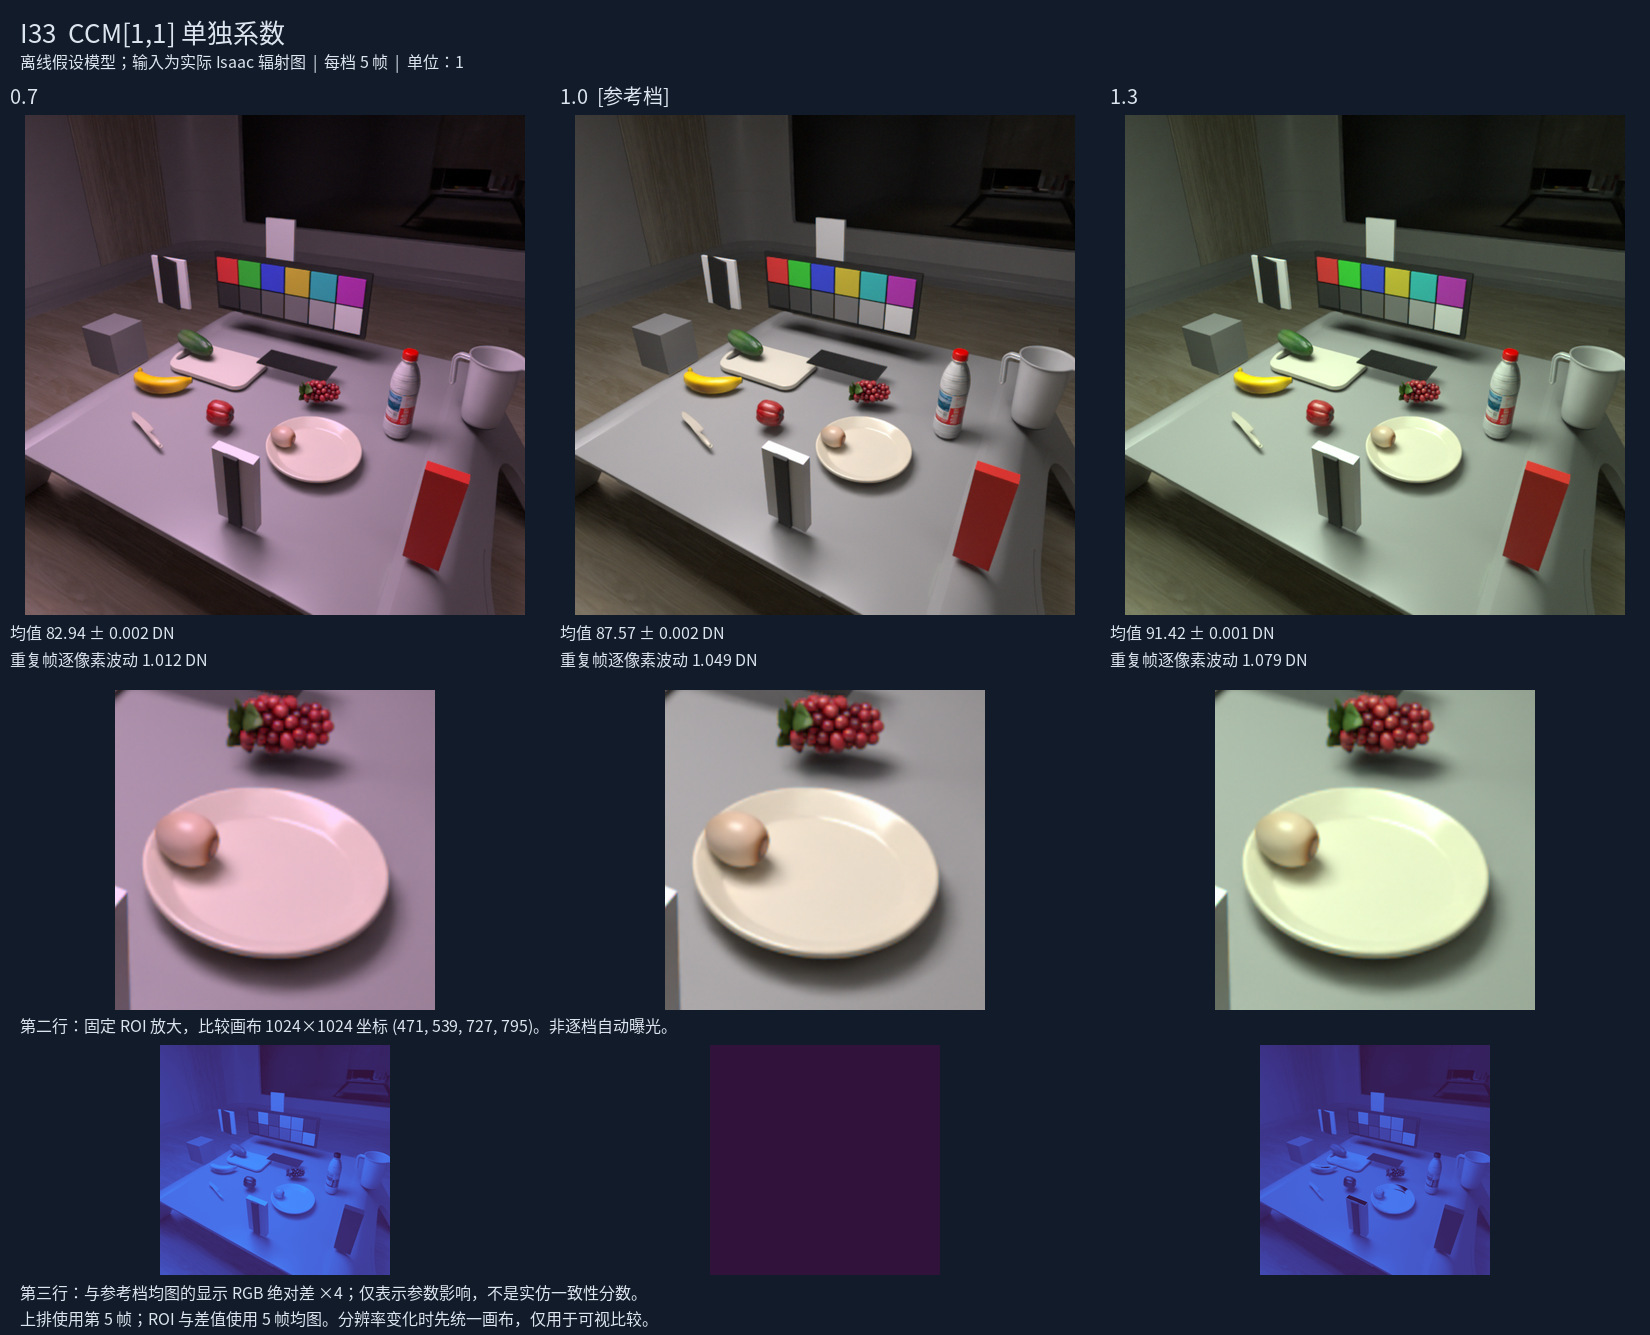 I33 CCM[1,1] 单独系数
离线假设模型；输入为实际 Isaac 辐射图 | 每档 5 帧 | 单位：1
0.7
1.0 [参考档]
1.3
均值 82.94 ± 0.002 DN
重复帧逐像素波动 1.012 DN
均值 87.57 ± 0.002 DN
重复帧逐像素波动 1.049 DN
均值 91.42 ± 0.001 DN
重复帧逐像素波动 1.079 DN
第二行：固定 ROI 放大，比较画布 1024×1024 坐标 (471, 539, 727, 795)。非逐档自动曝光。
第三行：与参考档均图的显示 RGB 绝对差 ×4；仅表示参数影响，不是实仿一致性分数。
上排使用第 5 帧；ROI 与差值使用 5 帧均图。分辨率变化时先统一画布，仅用于可视比较。